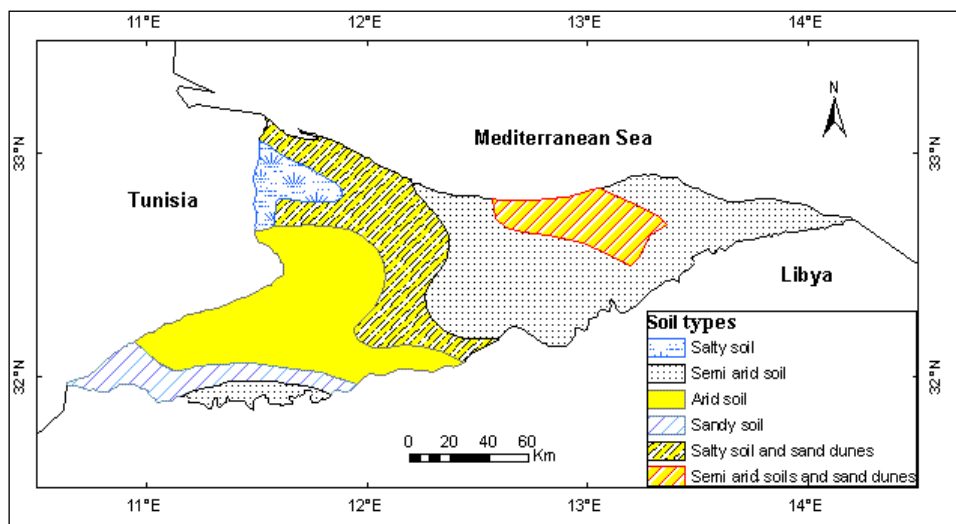 11°E 12°E 13°E 14°E
N
Mediterranean Sea
33°N 33°N
Tunisia
Libya
Soil types
Salty soil
Semi arid soil
32°N 32°N
Arid soil
Sandy soil
0 10 20 40 60
Km
Salty soil and sand dunes
Semi arid soils and sand dunes
11°E 12°E 13°E 14°E